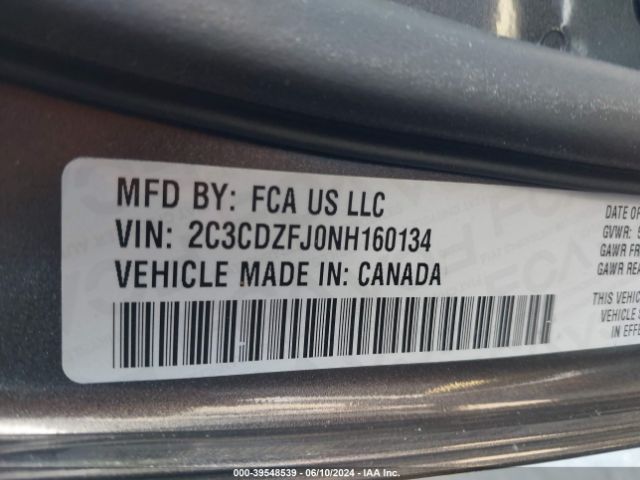 MFD BY: FCA US LLC
VIN: 2C3CDZFJ0NH160134
VEHICLE MADE IN: CANADA
DATE OF
GVWR:
GAWR FR
GAWR REA
THIS VEHIC
VEHICLE S
IN EFFE
000-39548539 - 06/10/2024 - IAA Inc.